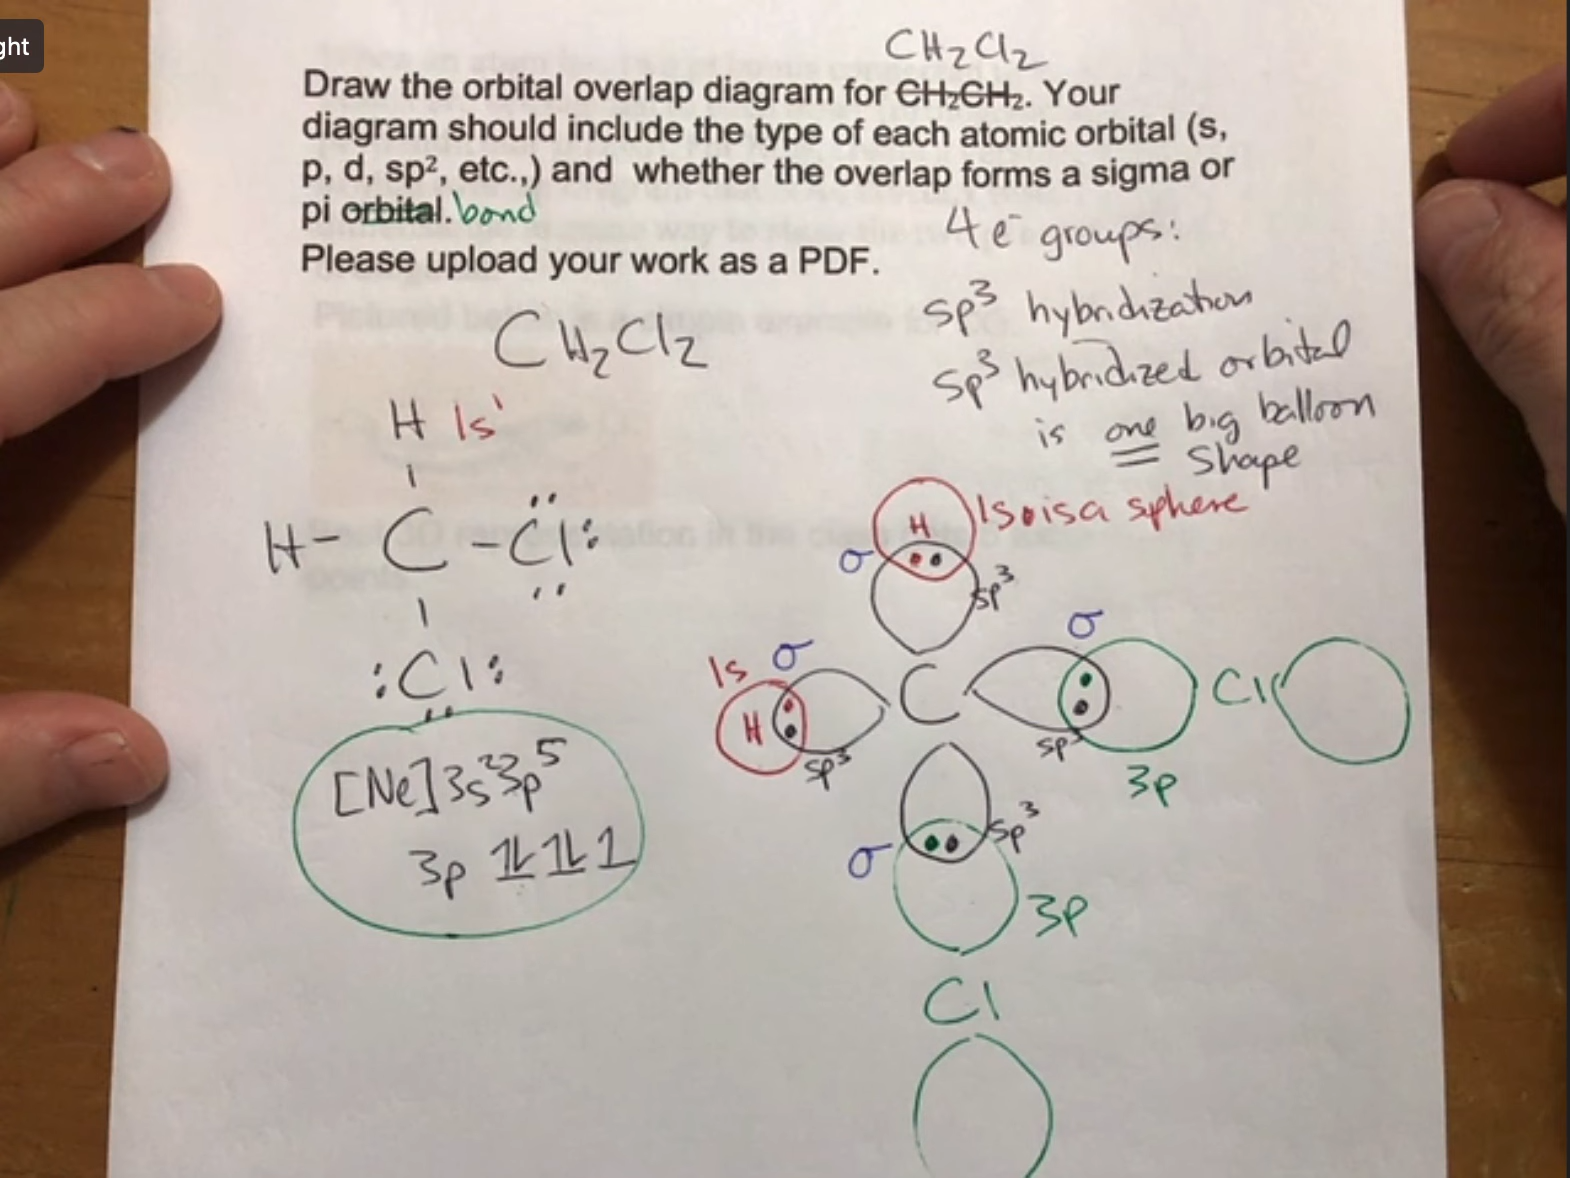 ght
CH₂Cl₂
Draw the orbital overlap diagram for C̶H̶₂̶C̶H̶₂̶. Your
diagram should include the type of each atomic orbital (s,
p, d, sp², etc.,) and whether the overlap forms a sigma or
pi o̶r̶b̶i̶t̶a̶l̶. bond
Please upload your work as a PDF.
4 e⁻ groups:
sp³ hybridization
sp³ hybridized orbital
is one big balloon
shape
CH₂Cl₂
H 1s¹
H - C - Cl
Cl
[Ne]3s²3p⁵
3p ⥮ ⥮ ↿
H 1s is a sphere
σ sp³
σ
1s σ
H sp³ C sp³ Cl
3p
σ sp³
3p
Cl